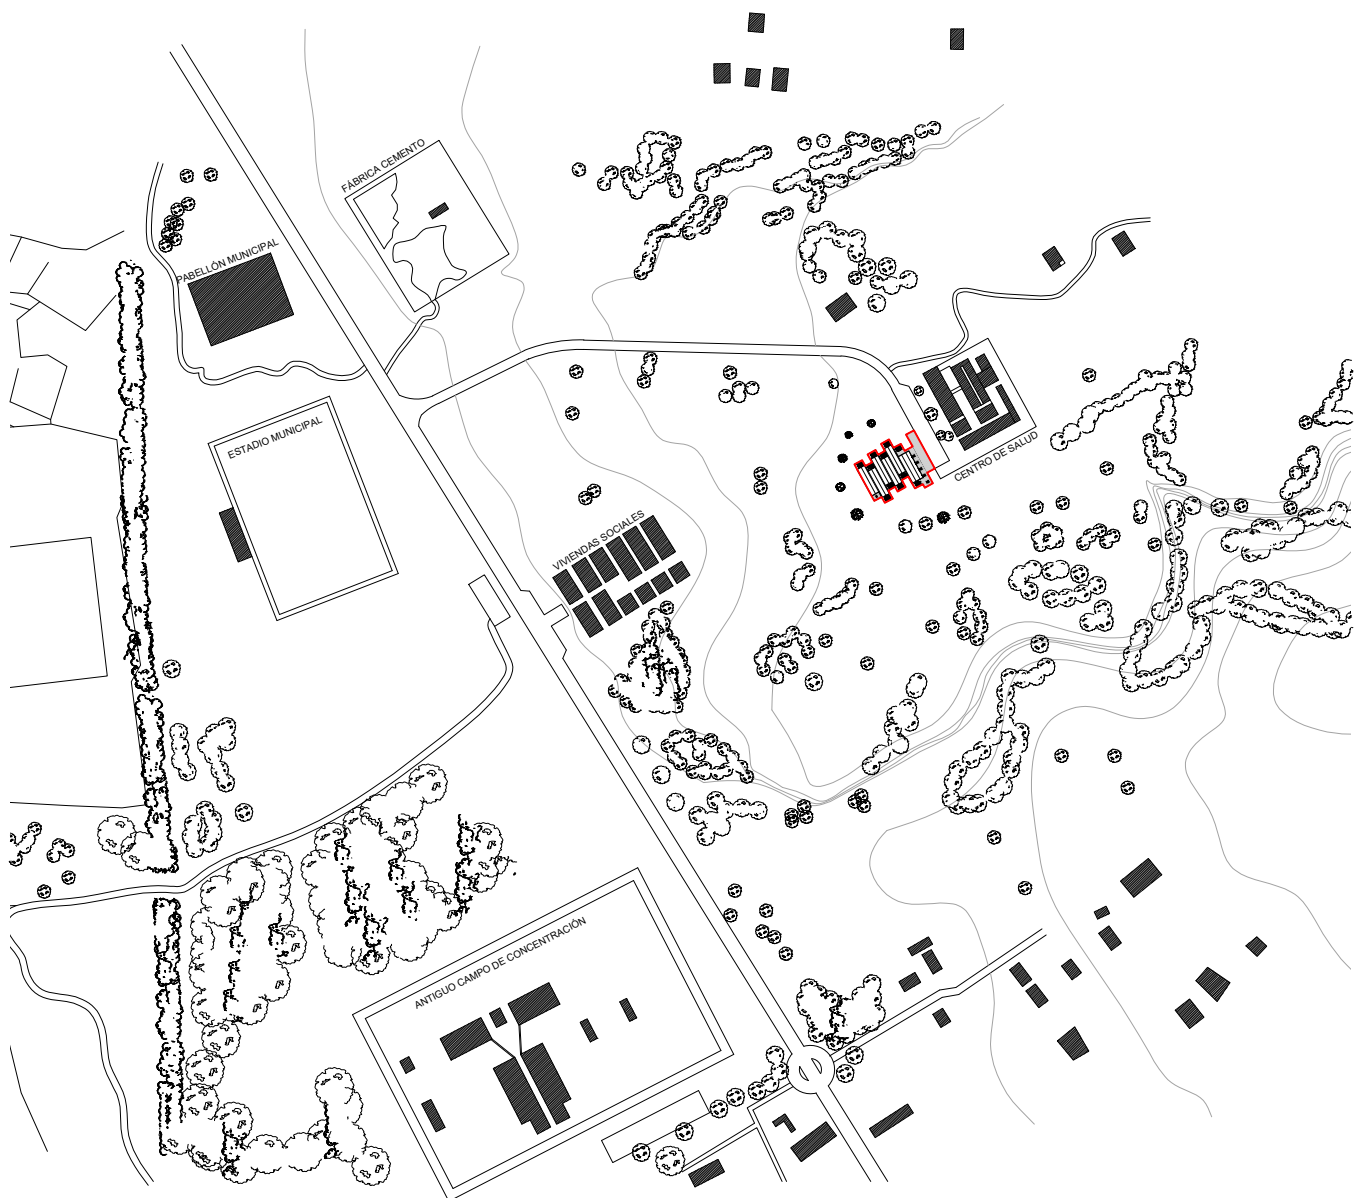 FÁBRICA CEMENTO
PABELLÓN MUNICIPAL
ESTADIO MUNICIPAL
CENTRO DE SALUD
VIVIENDAS SOCIALES
ANTIGUO CAMPO DE CONCENTRACIÓN